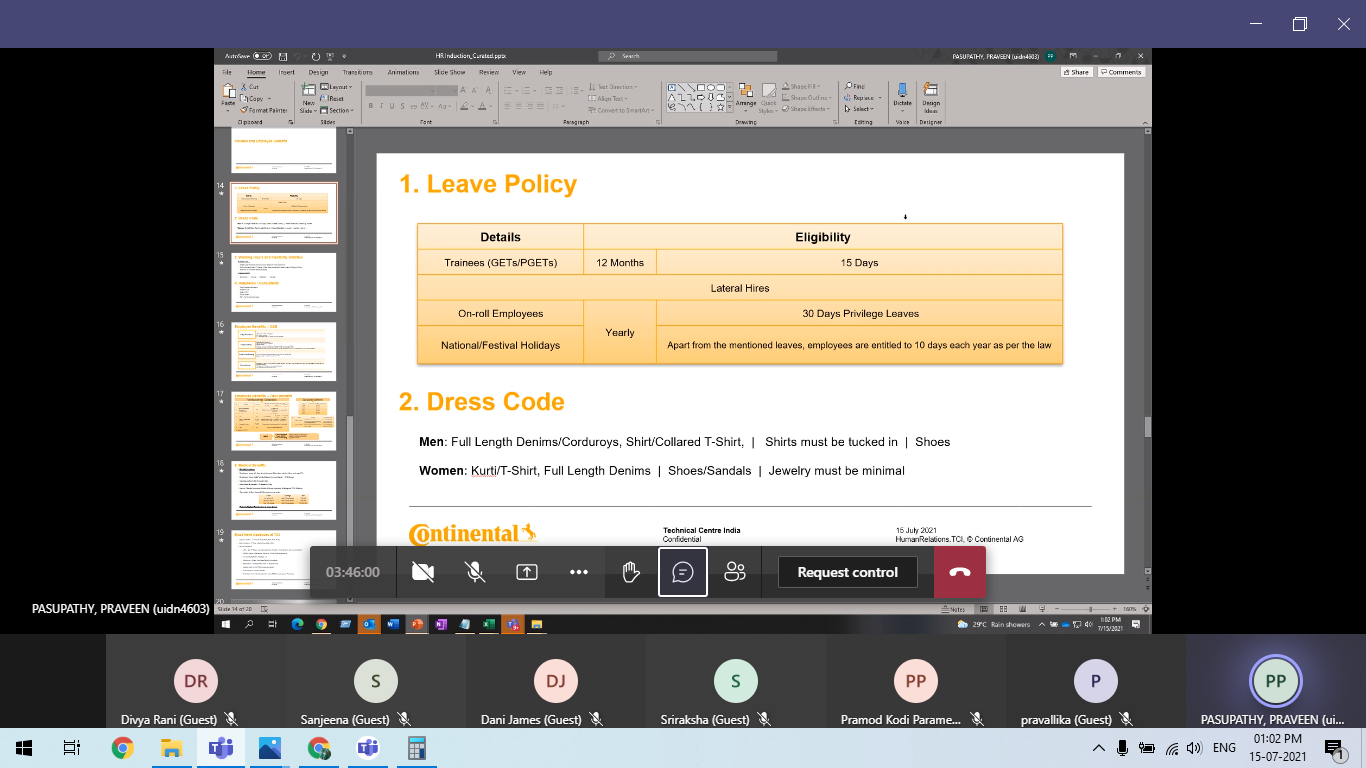 AutoSave Off
HR Induction_Curated.pptx
Search
PASUPATHY, PRAVEEN (uidn4603) PP
File Home Insert Design Transitions Animations Slide Show Review View Help
Share Comments
Paste
Cut
Copy
Format Painter
Clipboard
New Slide
Layout
Reset
Section
Slides
Font
Text Direction
Align Text
Convert to SmartArt
Paragraph
Arrange
Quick Styles
Shape Fill
Shape Outline
Shape Effects
Drawing
Find
Replace
Select
Editing
Dictate
Voice
Design Ideas
Designer
14
15
16
17
18
19
1. Leave Policy
Details Eligibility
Trainees (GETs/PGETs) 12 Months 15 Days
Lateral Hires
On-roll Employees 30 Days Privilege Leaves
Yearly
National/Festival Holidays Apart from the mentioned leaves, employees are entitled to 10 days each year as per the law
2. Dress Code
Men: Full Length Denims/Corduroys, Shirt/Collared T-Shirt, | Shirts must be tucked in | Shoes
Women: Kurti/T-Shirt, Full Length Denims | Shoes/Sandals | Jewelry must be minimal
Continental
Technical Centre India
Confidential
15 July 2021
HumanRelations.TCI, © Continental AG
03:46:00
Request control
PASUPATHY, PRAVEEN (uidn4603)
Slide 14 of 20
Notes
160%
29°C Rain showers
1:02 PM
7/15/2021
DR S DJ S PP P PP
Divya Rani (Guest) Sanjeena (Guest) Dani James (Guest) Sriraksha (Guest) Pramod Kodi Parame... pravallika (Guest) PASUPATHY, PRAVEEN (ui...
ENG
01:02 PM
15-07-2021
1